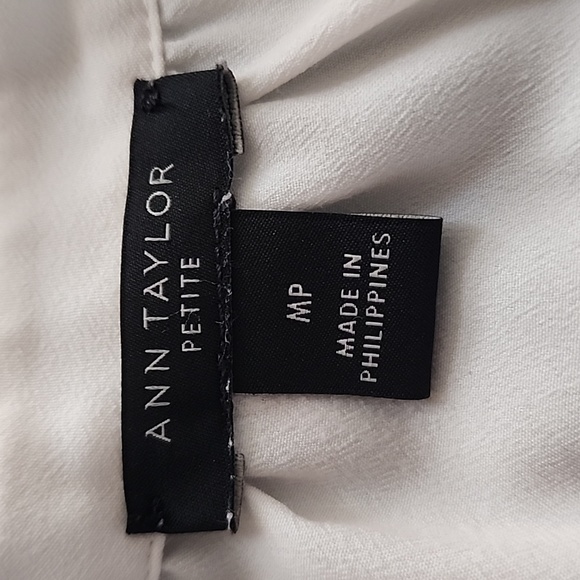 ANN TAYLOR
PETITE
MP
MADE IN
PHILIPPINES